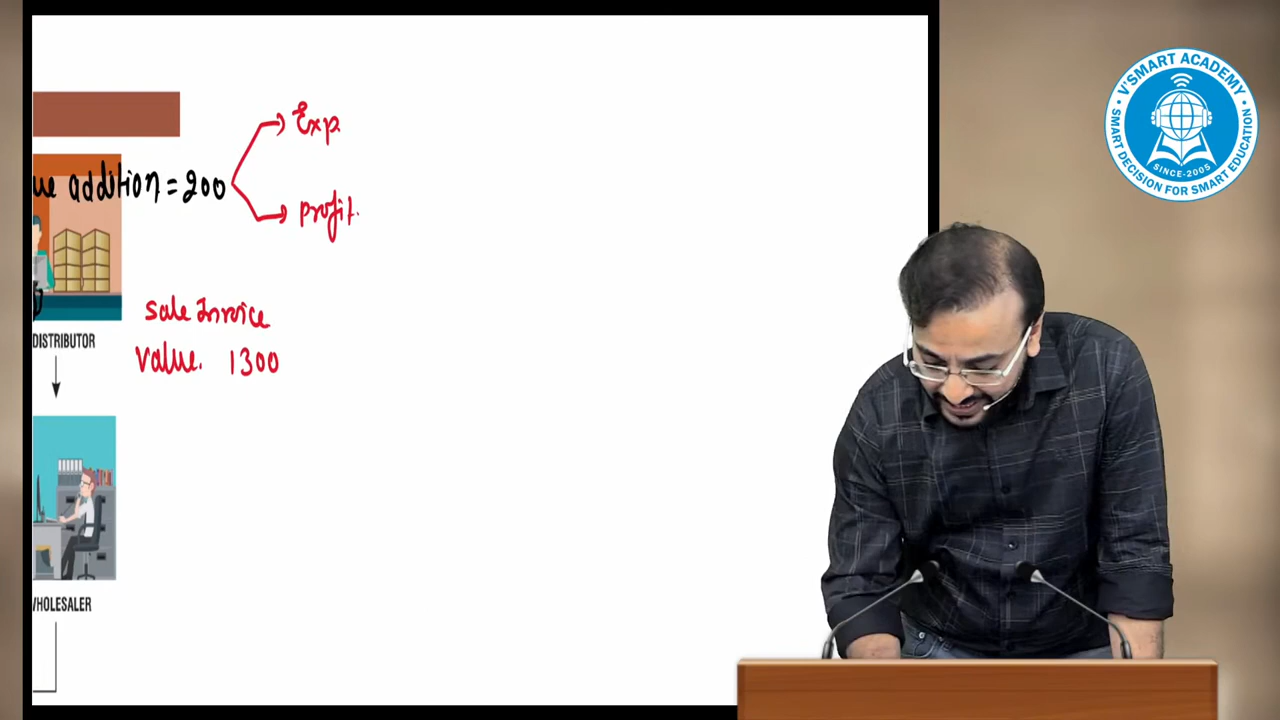 Exp.
ue addition = 200
Profit.
Sale Invoice
Value. 1300
DISTRIBUTOR
WHOLESALER
V'SMART ACADEMY
SMART DECISION FOR SMART EDUCATION
SINCE-2005